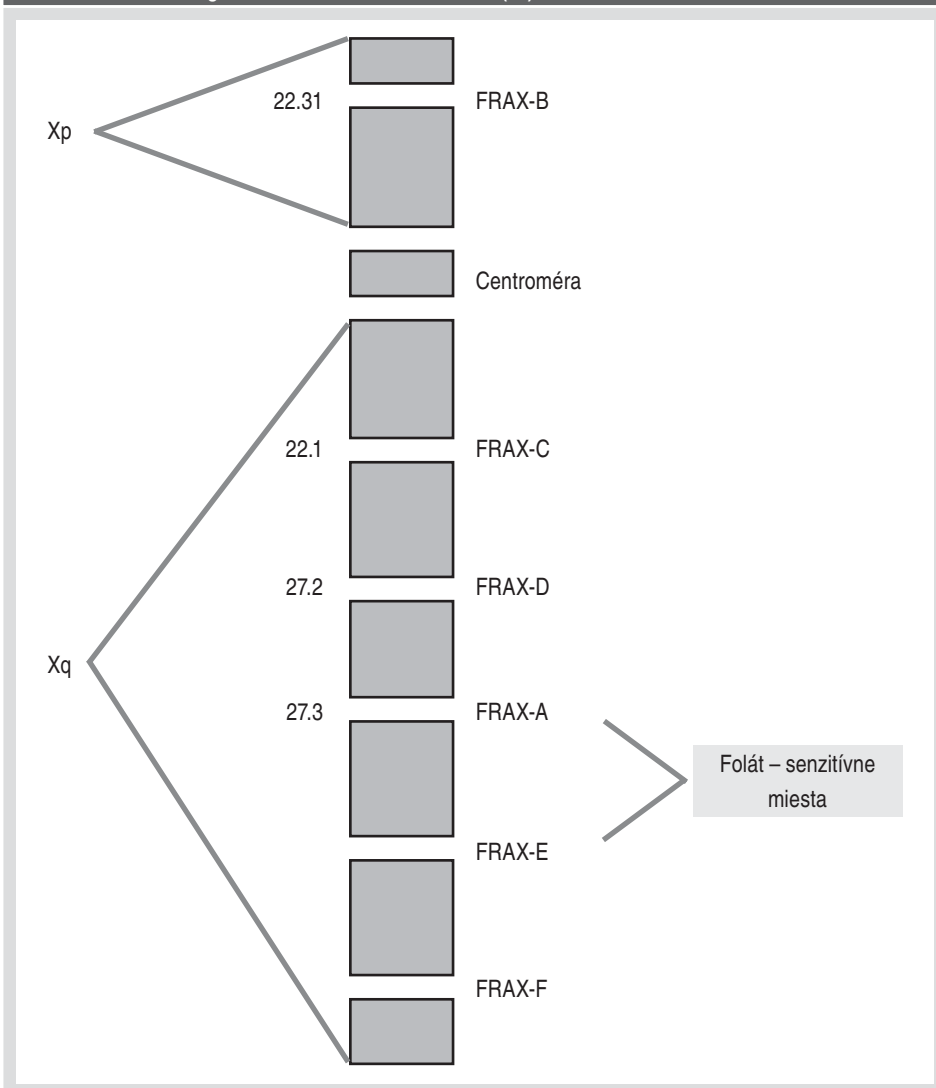 22.31 FRAX-B
Xp
Centroméra
22.1 FRAX-C
27.2 FRAX-D
Xq
27.3 FRAX-A
Folát – senzitívne
miesta
FRAX-E
FRAX-F